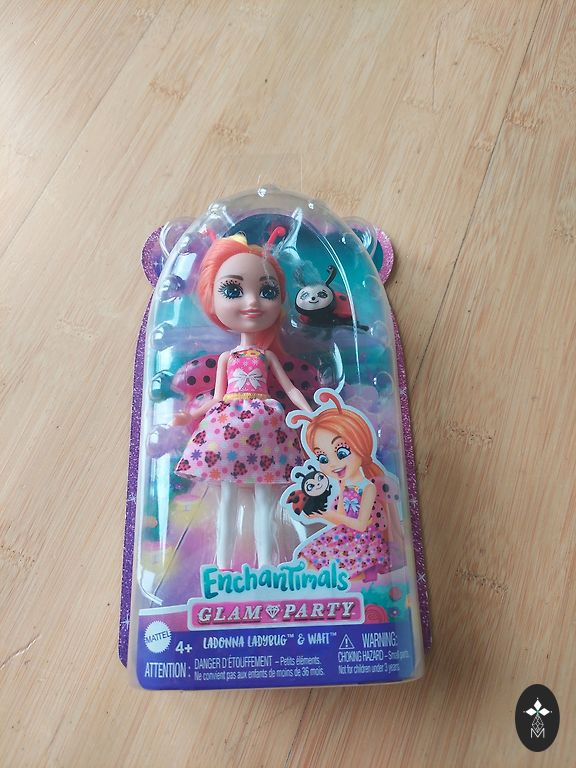 Enchantimals
GLAM PARTY™
MATTEL
4+
LADONNA LADYBUG™ & WAFT™
WARNING:
CHOKING HAZARD – Small parts.
Not for children under 3 years.
ATTENTION : DANGER D'ÉTOUFFEMENT – Petits éléments.
Ne convient pas aux enfants de moins de 36 mois.
M